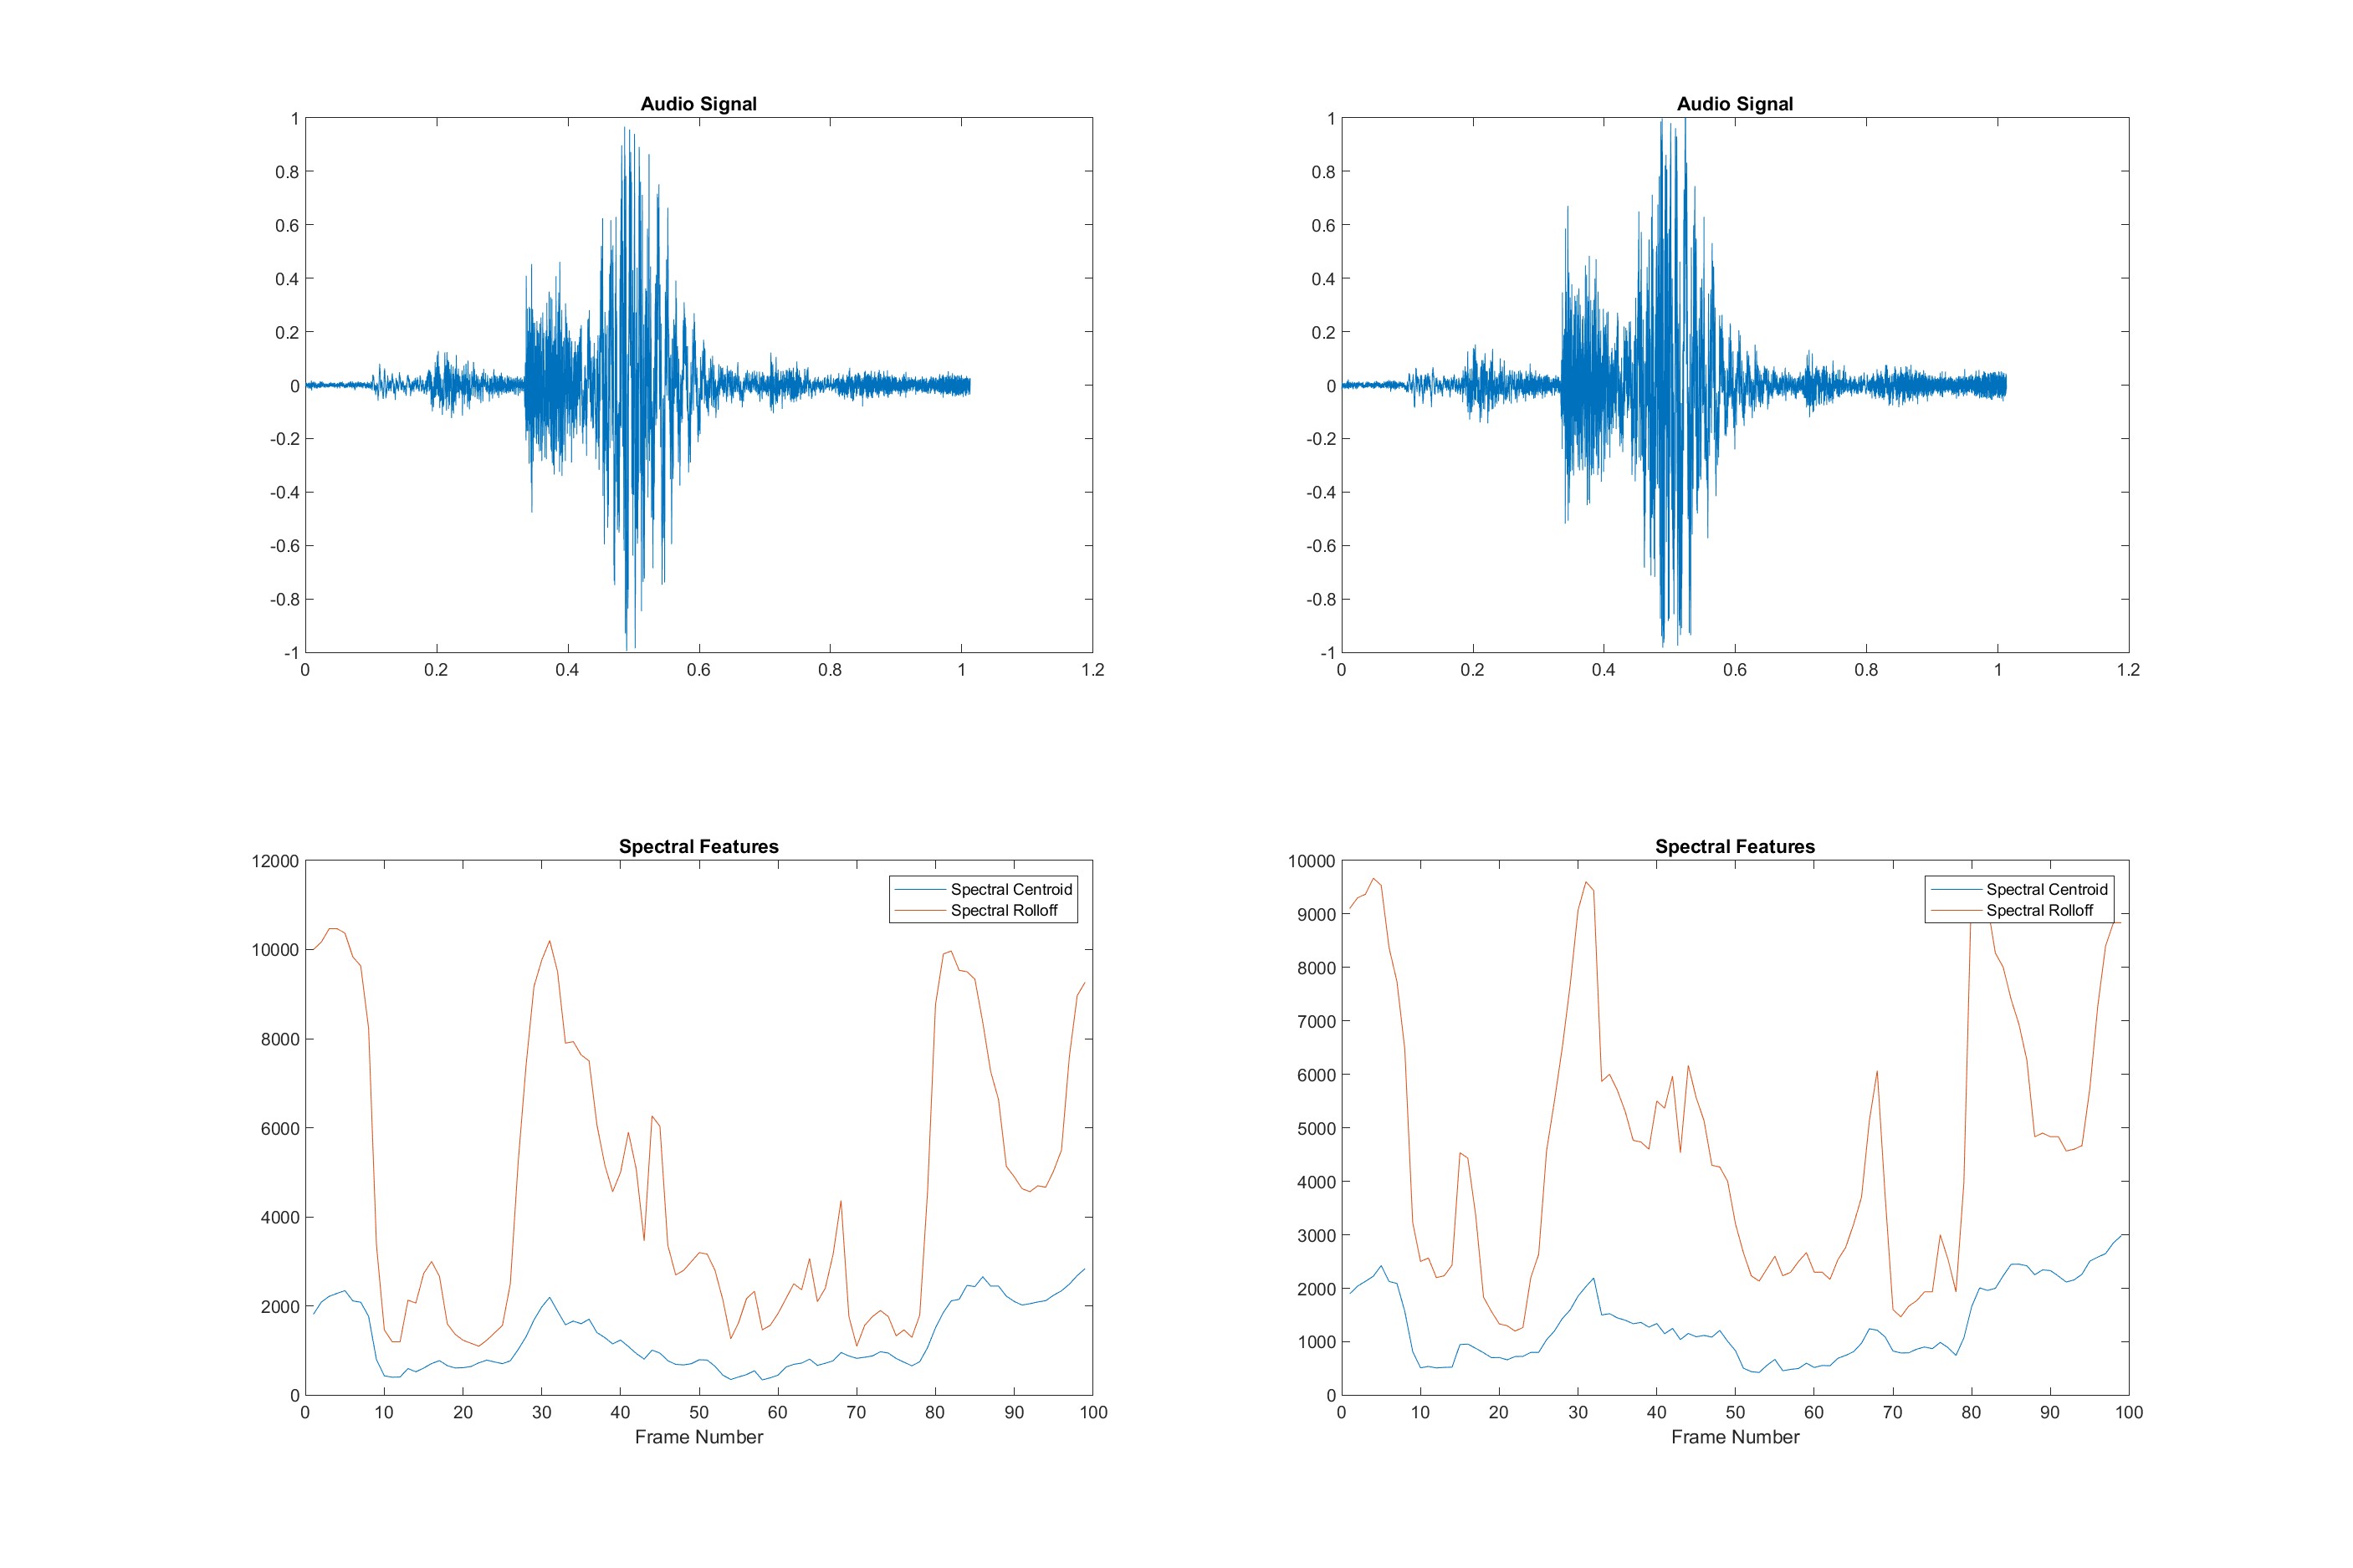 Audio Signal
1
0.8
0.6
0.4
0.2
0
-0.2
-0.4
-0.6
-0.8
-1
0 0.2 0.4 0.6 0.8 1 1.2
Audio Signal
1
0.8
0.6
0.4
0.2
0
-0.2
-0.4
-0.6
-0.8
-1
0 0.2 0.4 0.6 0.8 1 1.2
Spectral Features
12000
10000
8000
6000
4000
2000
0
Spectral Centroid
Spectral Rolloff
0 10 20 30 40 50 60 70 80 90 100
Frame Number
Spectral Features
10000
9000
8000
7000
6000
5000
4000
3000
2000
1000
0
Spectral Centroid
Spectral Rolloff
0 10 20 30 40 50 60 70 80 90 100
Frame Number